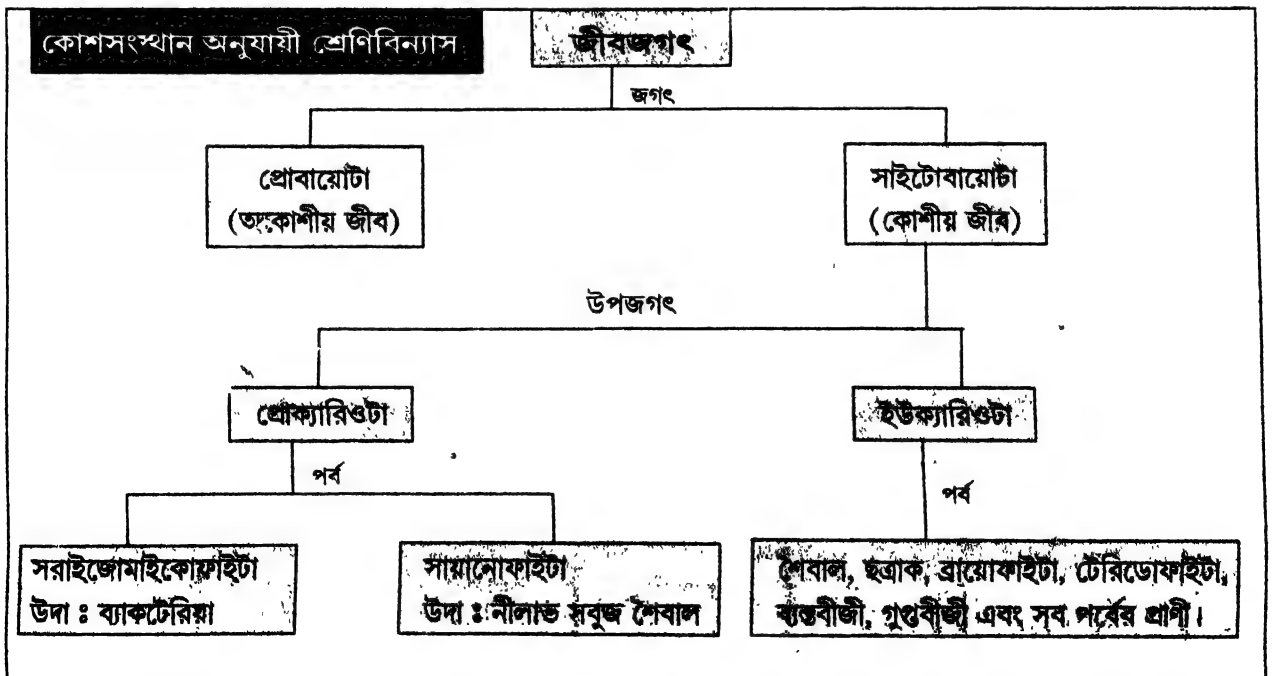 কোশসংস্থান অনুযায়ী শ্রেণিবিন্যাস
জীবজগৎ
জগৎ
প্রোবায়োটা
(অকোশীয় জীব)
সাইটোবায়োটা
(কোশীয় জীব)
উপজগৎ
প্রোক্যারিওটা
ইউক্যারিওটা
পর্ব
পর্ব
সরাইজোমাইকোফাইটা
উদা : ব্যাকটেরিয়া
সায়ানোফাইটা
উদা : নীলাভ সবুজ শৈবাল
শৈবাল, ছত্রাক, ব্রায়োফাইটা, টেরিডোফাইটা,
ব্যক্তবীজী, গুপ্তবীজী এবং সব পর্বের প্রাণী।